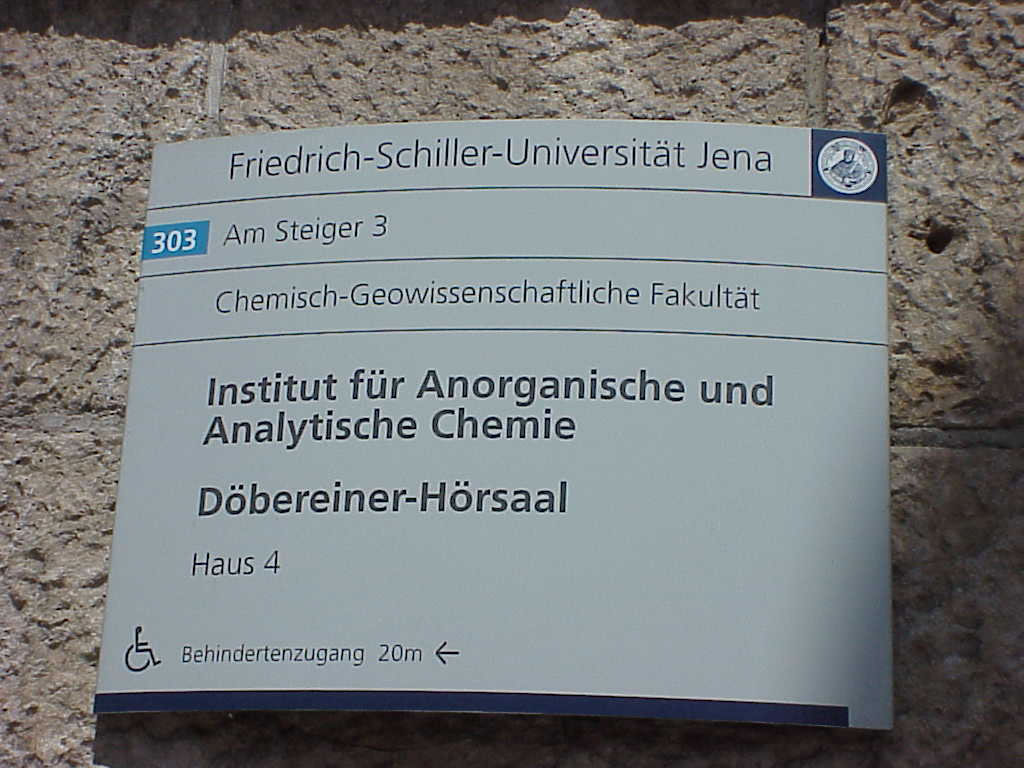 Friedrich-Schiller-Universität Jena
303 Am Steiger 3
Chemisch-Geowissenschaftliche Fakultät
Institut für Anorganische und
Analytische Chemie
Döbereiner-Hörsaal
Haus 4
Behindertenzugang 20m ←